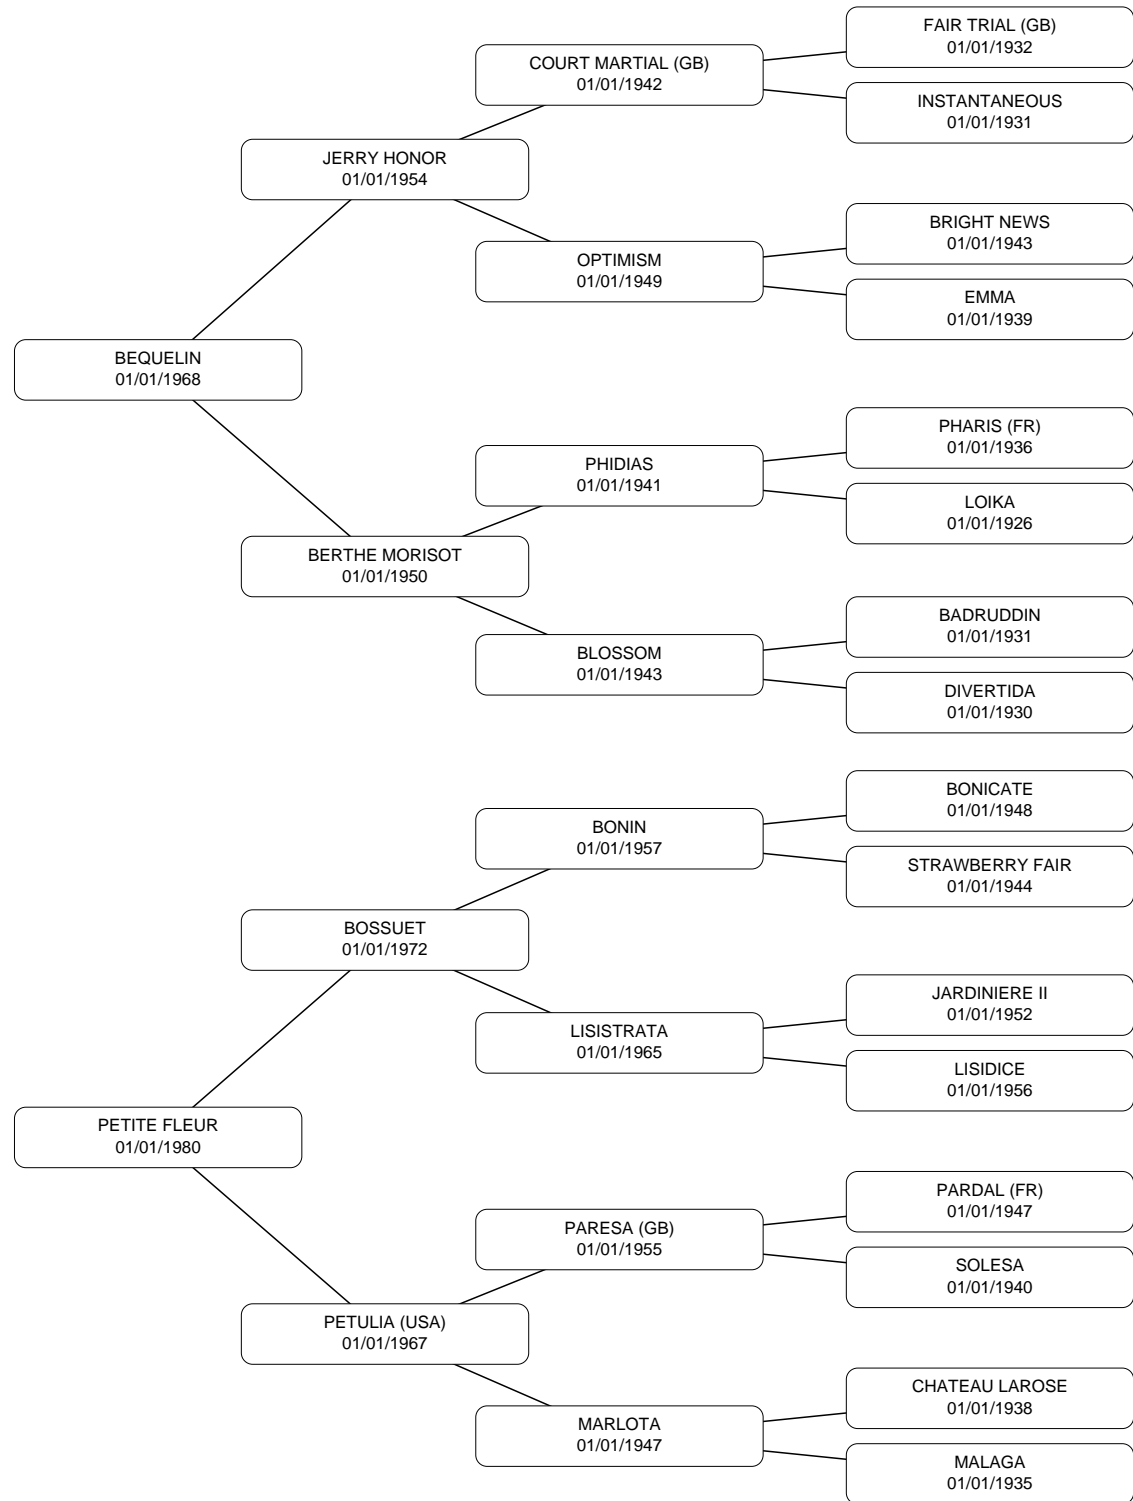 FAIR TRIAL (GB)
01/01/1932
COURT MARTIAL (GB)
01/01/1942
INSTANTANEOUS
01/01/1931
JERRY HONOR
01/01/1954
BRIGHT NEWS
01/01/1943
OPTIMISM
01/01/1949
EMMA
01/01/1939
BEQUELIN
01/01/1968
PHARIS (FR)
01/01/1936
PHIDIAS
01/01/1941
LOIKA
01/01/1926
BERTHE MORISOT
01/01/1950
BADRUDDIN
01/01/1931
BLOSSOM
01/01/1943
DIVERTIDA
01/01/1930
BONICATE
01/01/1948
BONIN
01/01/1957
STRAWBERRY FAIR
01/01/1944
BOSSUET
01/01/1972
JARDINIERE II
01/01/1952
LISISTRATA
01/01/1965
LISIDICE
01/01/1956
PETITE FLEUR
01/01/1980
PARDAL (FR)
01/01/1947
PARESA (GB)
01/01/1955
SOLESA
01/01/1940
PETULIA (USA)
01/01/1967
CHATEAU LAROSE
01/01/1938
MARLOTA
01/01/1947
MALAGA
01/01/1935